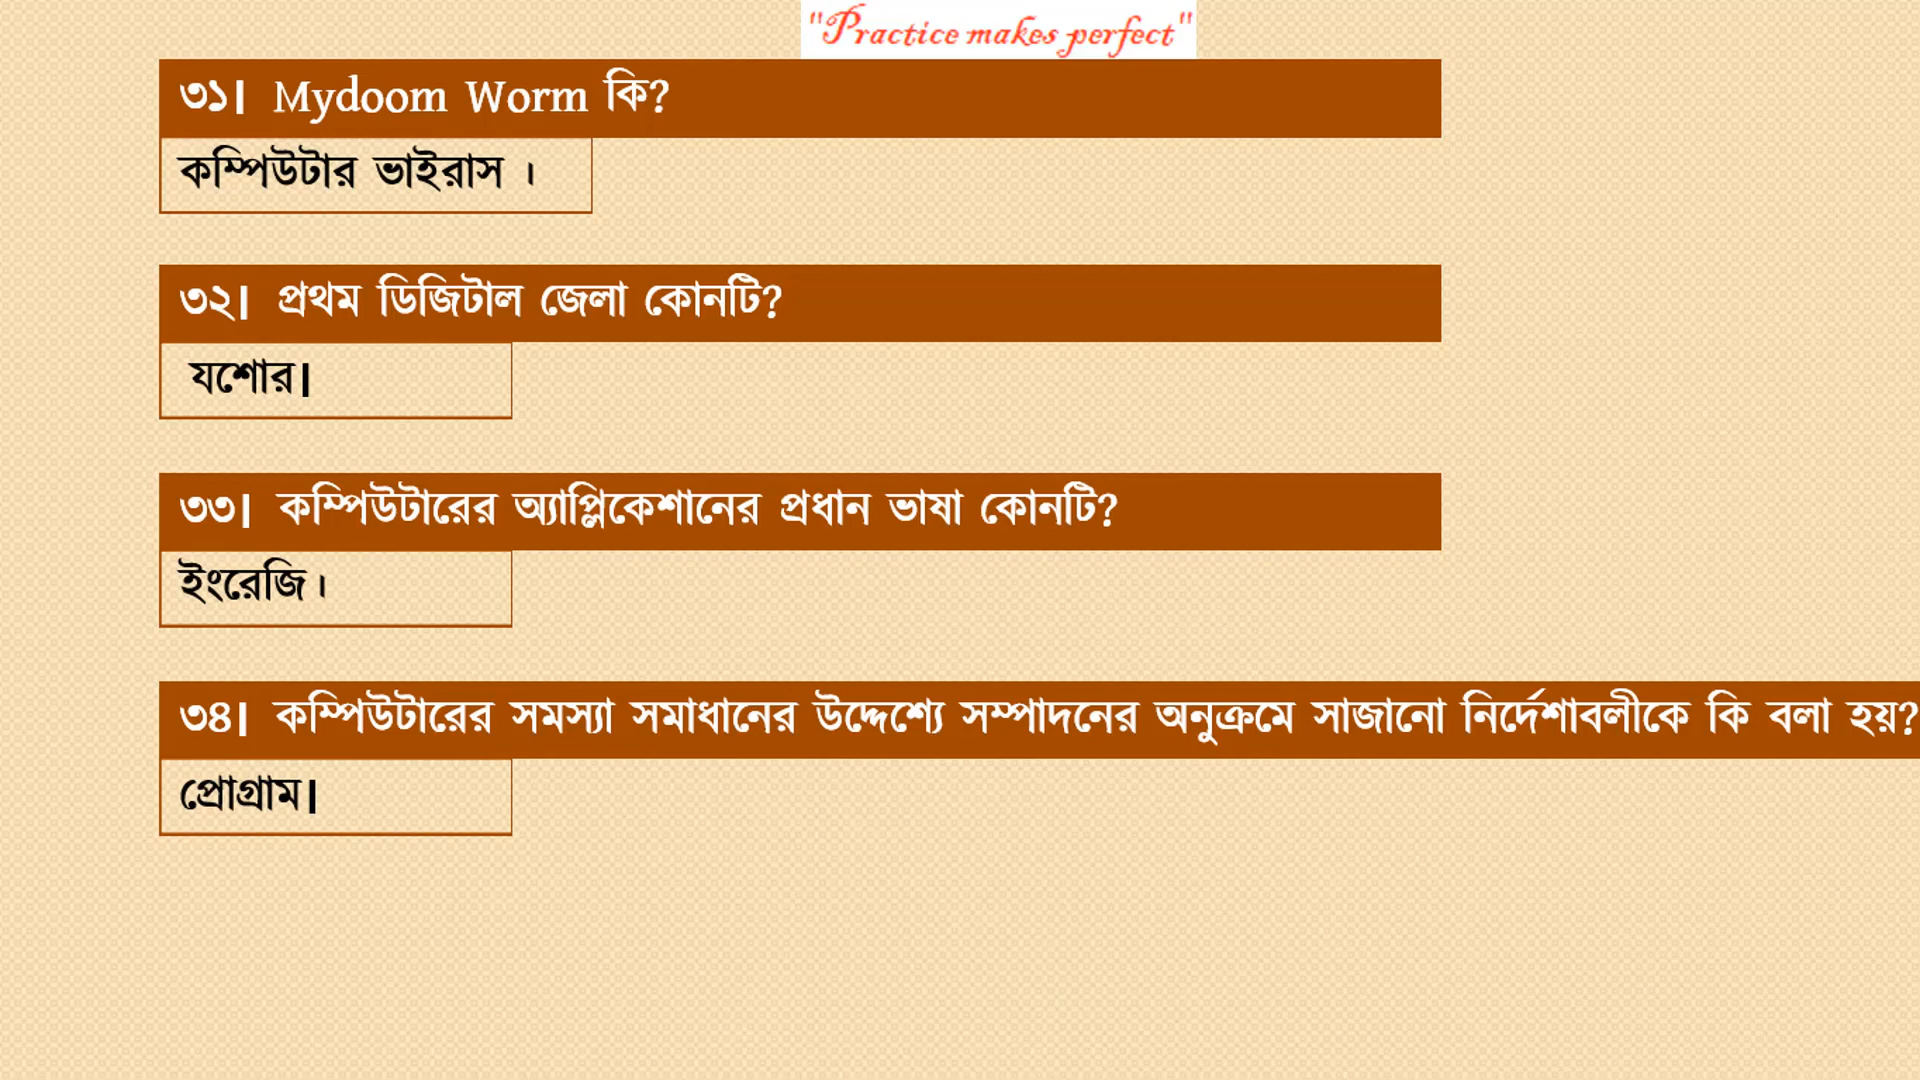 "Practice makes perfect"
৩১। Mydoom Worm কি?
কম্পিউটার ভাইরাস ।
৩২। প্রথম ডিজিটাল জেলা কোনটি?
যশোর।
৩৩। কম্পিউটারের অ্যাপ্লিকেশানের প্রধান ভাষা কোনটি?
ইংরেজি।
৩৪। কম্পিউটারের সমস্যা সমাধানের উদ্দেশ্যে সম্পাদনের অনুক্রমে সাজানো নির্দেশাবলীকে কি বলা হয়?
প্রোগ্রাম।